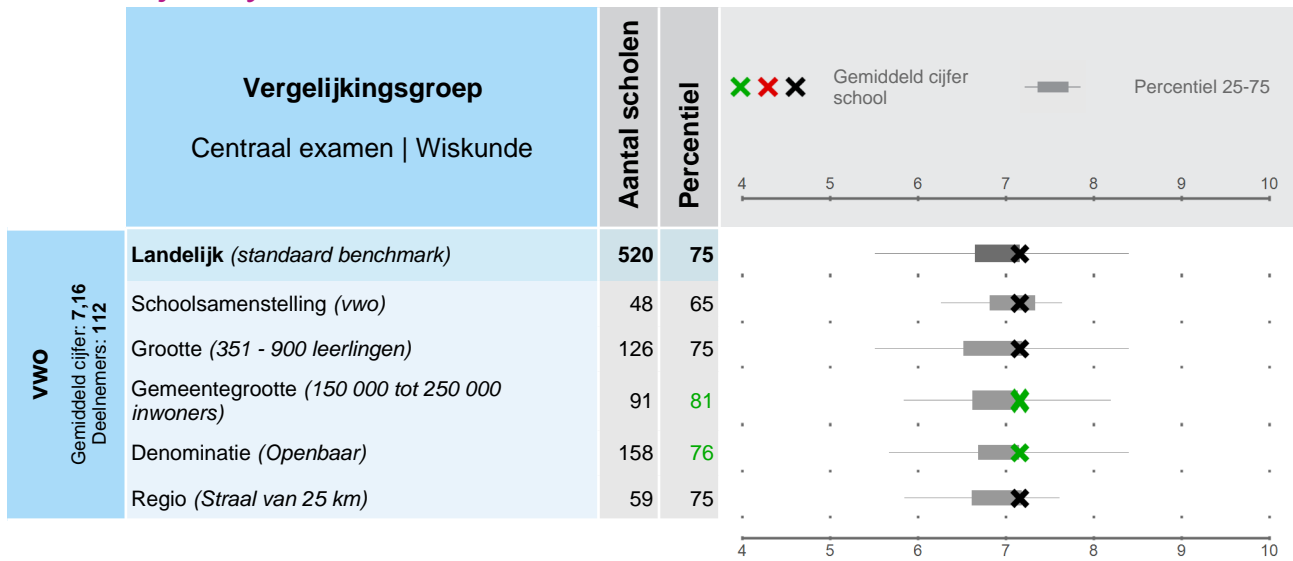 Vergelijkingsgroep
Centraal examen | Wiskunde
Aantal scholen
Percentiel
Gemiddeld cijfer
school
Percentiel 25-75
4 5 6 7 8 9 10
vwo
Gemiddeld cijfer: 7,16
Deelnemers: 112
Landelijk (standaard benchmark) 520 75
Schoolsamenstelling (vwo) 48 65
Grootte (351 - 900 leerlingen) 126 75
Gemeentegrootte (150 000 tot 250 000
inwoners) 91 81
Denominatie (Openbaar) 158 76
Regio (Straal van 25 km) 59 75
4 5 6 7 8 9 10